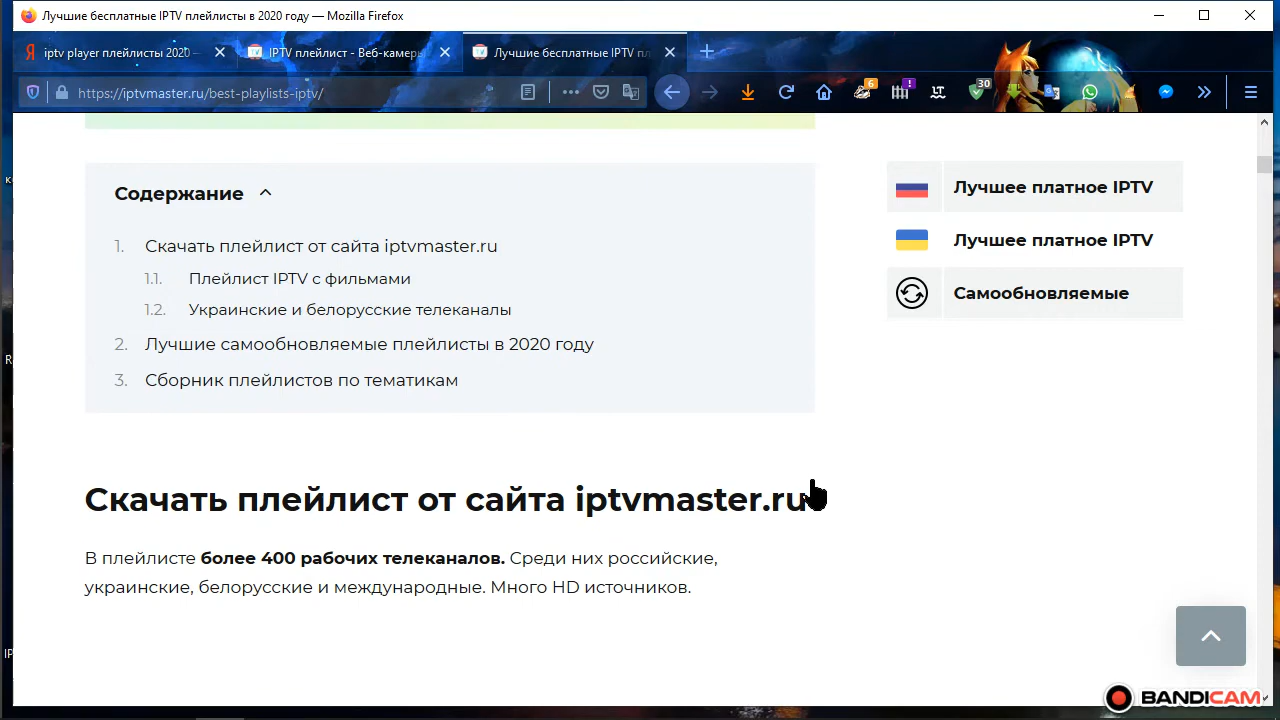 Лучшие бесплатные IPTV плейлисты в 2020 году — Mozilla Firefox
iptv player плейлисты 2020 —
IPTV плейлист - Веб-камеры
Лучшие бесплатные IPTV пл
https://iptvmaster.ru/best-playlists-iptv/
6
!
LT
30
Содержание
1. Скачать плейлист от сайта iptvmaster.ru
1.1. Плейлист IPTV с фильмами
1.2. Украинские и белорусские телеканалы
2. Лучшие самообновляемые плейлисты в 2020 году
3. Сборник плейлистов по тематикам
Лучшее платное IPTV
Лучшее платное IPTV
Самообновляемые
Скачать плейлист от сайта iptvmaster.ru
В плейлисте более 400 рабочих телеканалов. Среди них российские,
украинские, белорусские и международные. Много HD источников.
BANDICAM